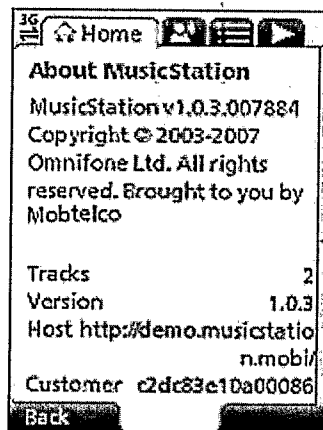 3G
Home
About MusicStation
MusicStation v1.0.3.007884
Copyright © 2003-2007
Omnifone Ltd. All rights
reserved. Brought to you by
Mobtelco
Tracks 2
Version 1.0.3
Host http://demo.musicstatio
n.mobi/
Customer c2dc83e10a00086
Back